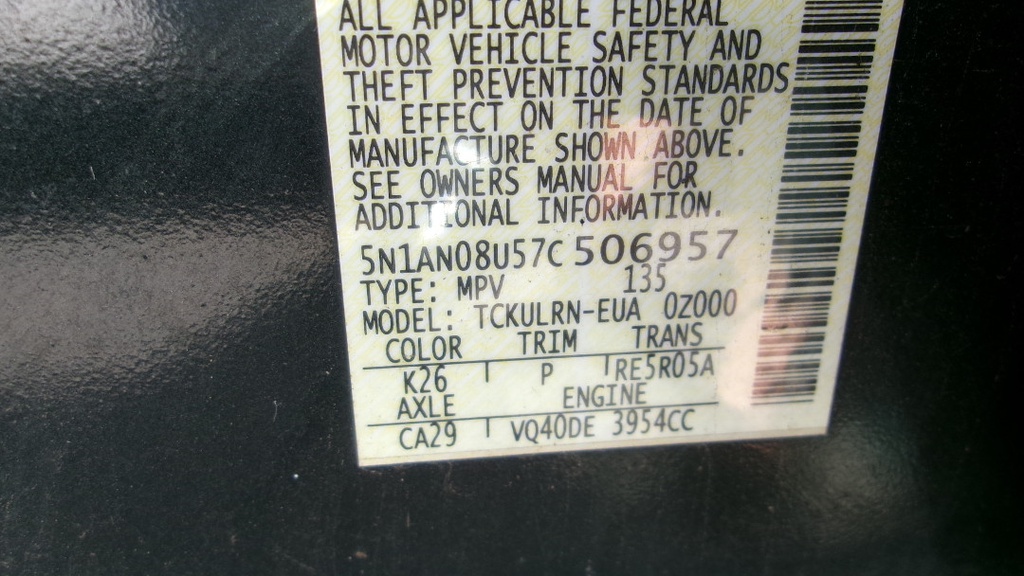 ALL APPLICABLE FEDERAL
MOTOR VEHICLE SAFETY AND
THEFT PREVENTION STANDARDS
IN EFFECT ON THE DATE OF
MANUFACTURE SHOWN ABOVE.
SEE OWNERS MANUAL FOR
ADDITIONAL INFORMATION.
5N1AN08U57C506957
TYPE: MPV 135
MODEL: TCKULRN-EUA 0Z000
COLOR TRIM TRANS
K26 P RE5R05A
AXLE ENGINE
CA29 VQ40DE 3954CC